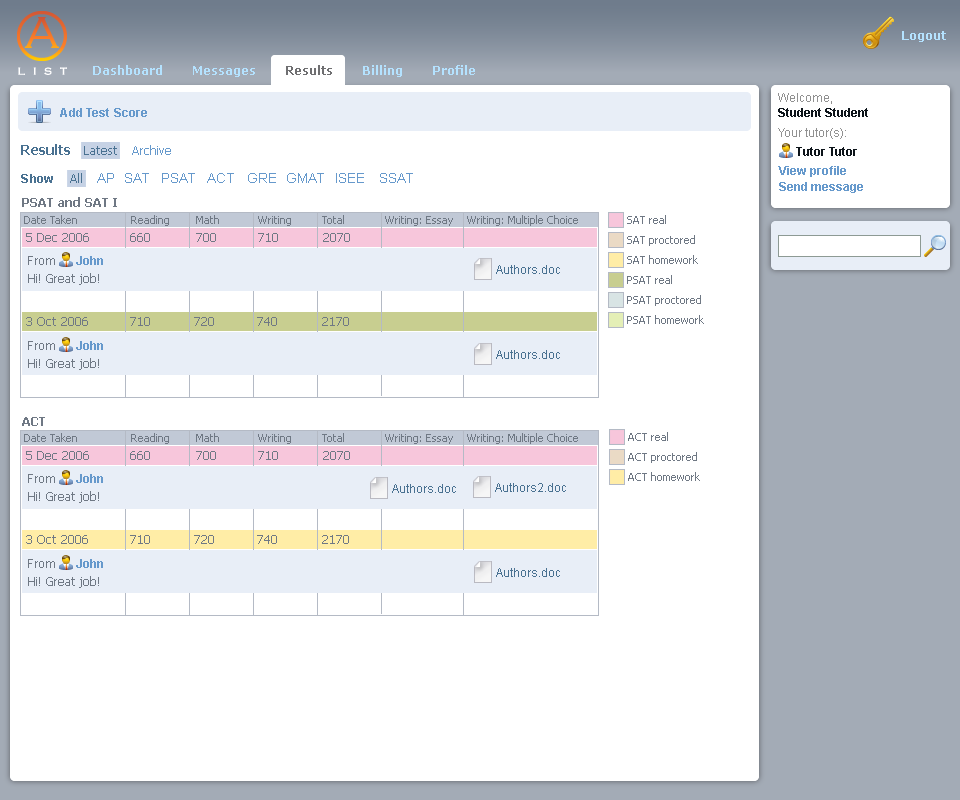 A
LIST
Logout
Dashboard Messages Results Billing Profile
Add Test Score
Results Latest Archive
Show All AP SAT PSAT ACT GRE GMAT ISEE SSAT
PSAT and SAT I
Date Taken Reading Math Writing Total Writing: Essay Writing: Multiple Choice
5 Dec 2006 660 700 710 2070
From John
Hi! Great job!
Authors.doc
3 Oct 2006 710 720 740 2170
From John
Hi! Great job!
Authors.doc
SAT real
SAT proctored
SAT homework
PSAT real
PSAT proctored
PSAT homework
ACT
Date Taken Reading Math Writing Total Writing: Essay Writing: Multiple Choice
5 Dec 2006 660 700 710 2070
From John
Hi! Great job!
Authors.doc Authors2.doc
3 Oct 2006 710 720 740 2170
From John
Hi! Great job!
Authors.doc
ACT real
ACT proctored
ACT homework
Welcome,
Student Student
Your tutor(s):
Tutor Tutor
View profile
Send message